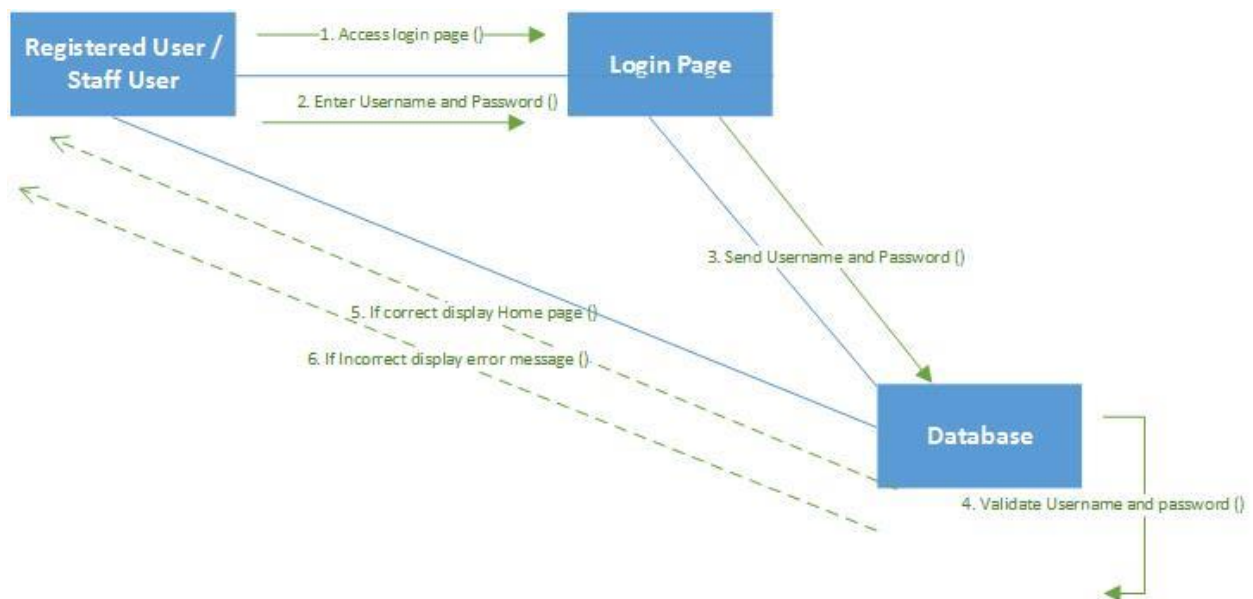 Registered User /
Staff User
1. Access login page ()
Login Page
2. Enter Username and Password ()
3. Send Username and Password ()
5. If correct display Home page ()
6. If Incorrect display error message ()
Database
4. Validate Username and password ()